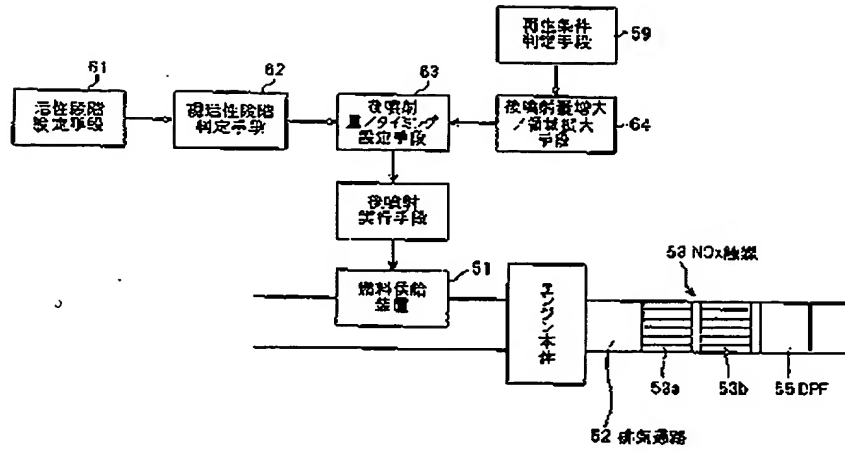 59
再生条件
判定手段
61
活性段階
設定手段
62
現活性段階
判定手段
63
後噴射
量/タイミング
設定手段
後噴射量増大
/領域拡大
手段
64
後噴射
実行手段
51
燃料供給
装置
エンジン本体
53 NOx触媒
53a
53b
55 DPF
52 排気通路